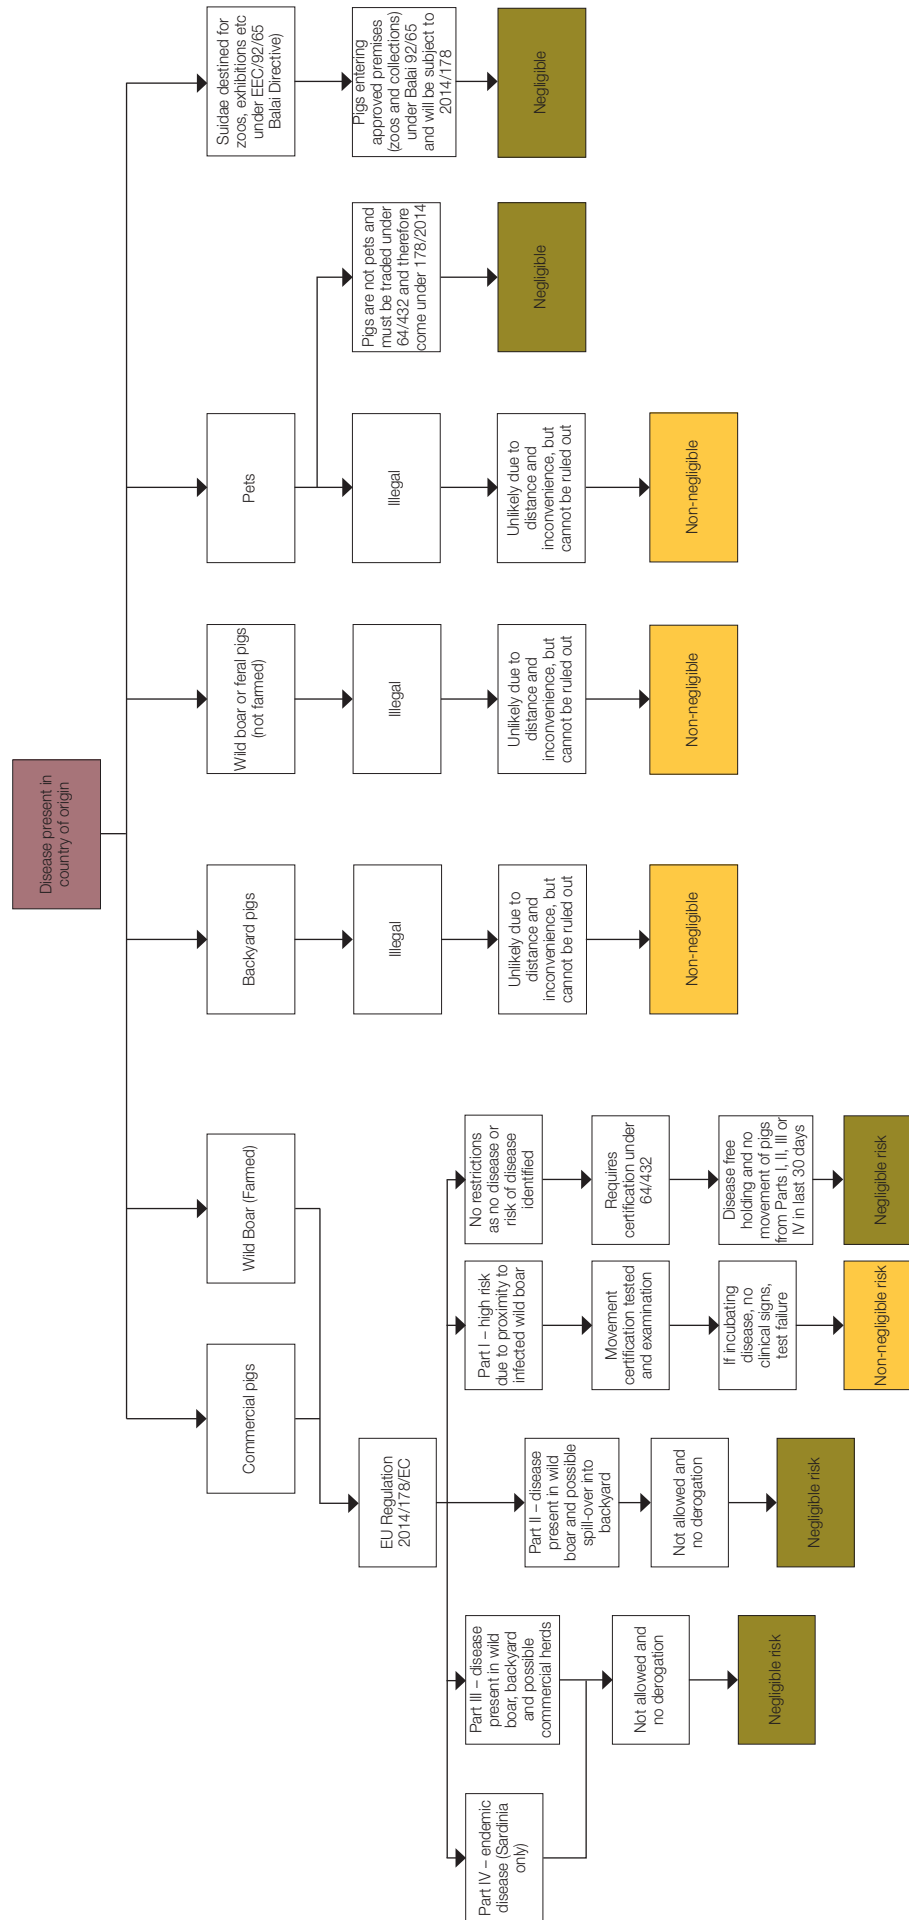 Disease present in
country of origin
Commercial pigs
Wild Boar (Farmed)
Backyard pigs
Wild boar or feral pigs
(not farmed)
Pets
Suidae destined for
zoos, exhibitions etc
under EEC/92/65
Balai Directive)
EU Regulation
2014/178/EC
Illegal
Illegal
Illegal
Pigs are not pets and
must be traded under
64/432 and therefore
come under 178/2014
Pigs entering
approved premises
(zoos and collections)
under Balai 92/65
and will be subject to
2014/178
Part IV – endemic
disease (Sardinia
only)
Part III – disease
present in wild
boar, backyard
and possible
commercial herds
Part II – disease
present in wild
boar and possible
spill-over into
backyard
Part I – high risk
due to proximity to
infected wild boar
No restrictions
as no disease or
risk of disease
identified
Unlikely due to
distance and
inconvenience, but
cannot be ruled out
Unlikely due to
distance and
inconvenience, but
cannot be ruled out
Unlikely due to
distance and
inconvenience, but
cannot be ruled out
Negligible
Negligible
Not allowed and
no derogation
Not allowed and
no derogation
Movement
certification tested
and examination
Requires
certification under
64/432
Non-negligible
Non-negligible
Non-negligible
Negligible risk
Negligible risk
If incubating
disease, no
clinical signs,
test failure
Disease free
holding and no
movement of pigs
from Parts I, II, III or
IV in last 30 days
Non-negligible risk
Negligible risk